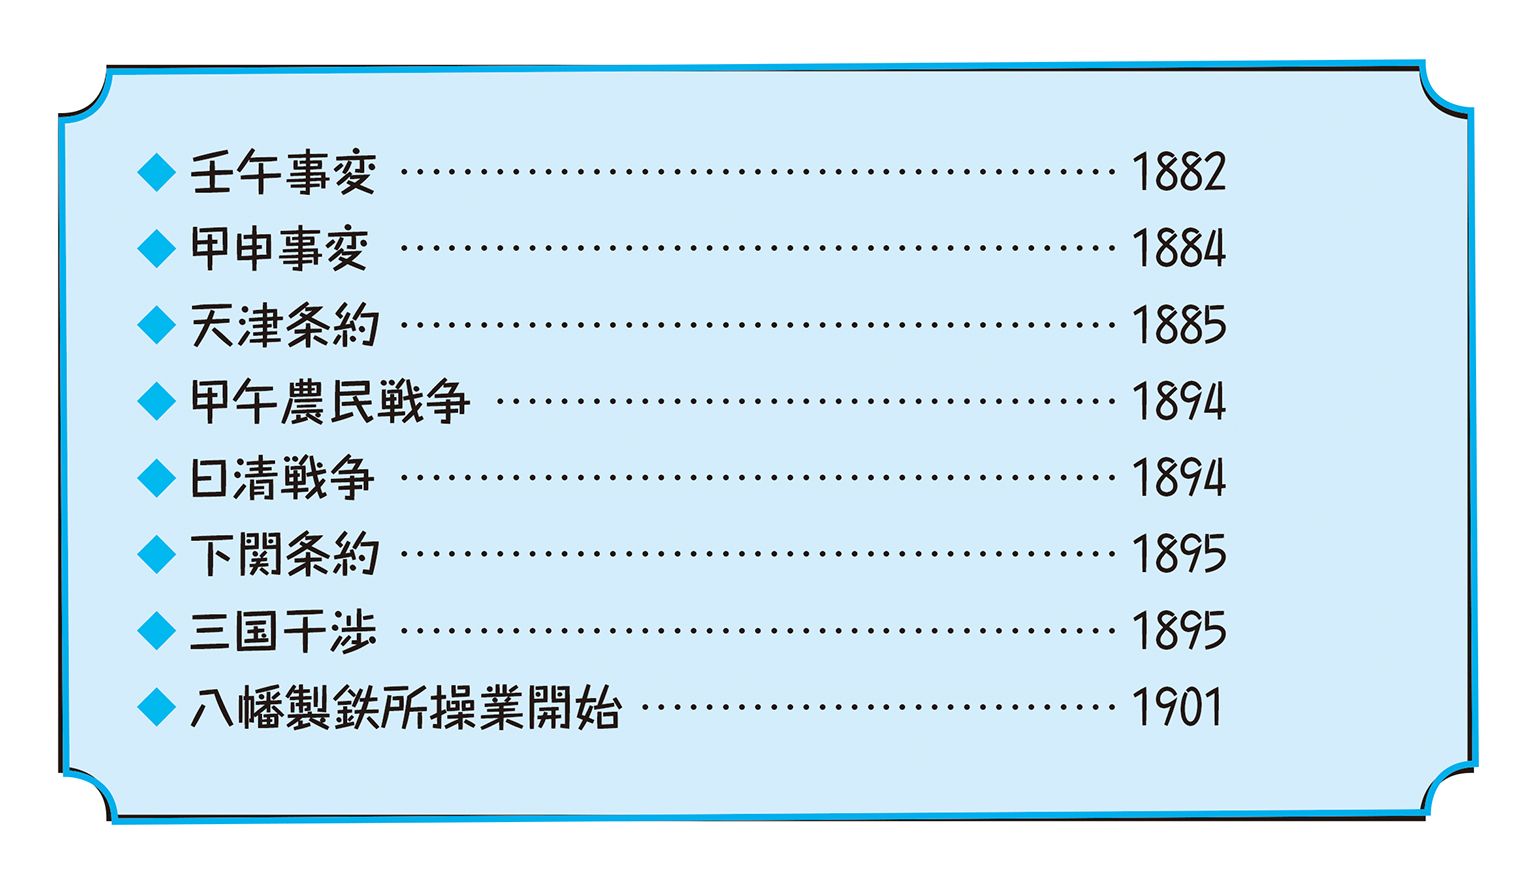 ◆壬午事変 …………………………………… 1882
◆甲申事変 …………………………………… 1884
◆天津条約 …………………………………… 1885
◆甲午農民戦争 ……………………………… 1894
◆日清戦争 …………………………………… 1894
◆下関条約 …………………………………… 1895
◆三国干渉 …………………………………… 1895
◆八幡製鉄所操業開始 ……………………… 1901